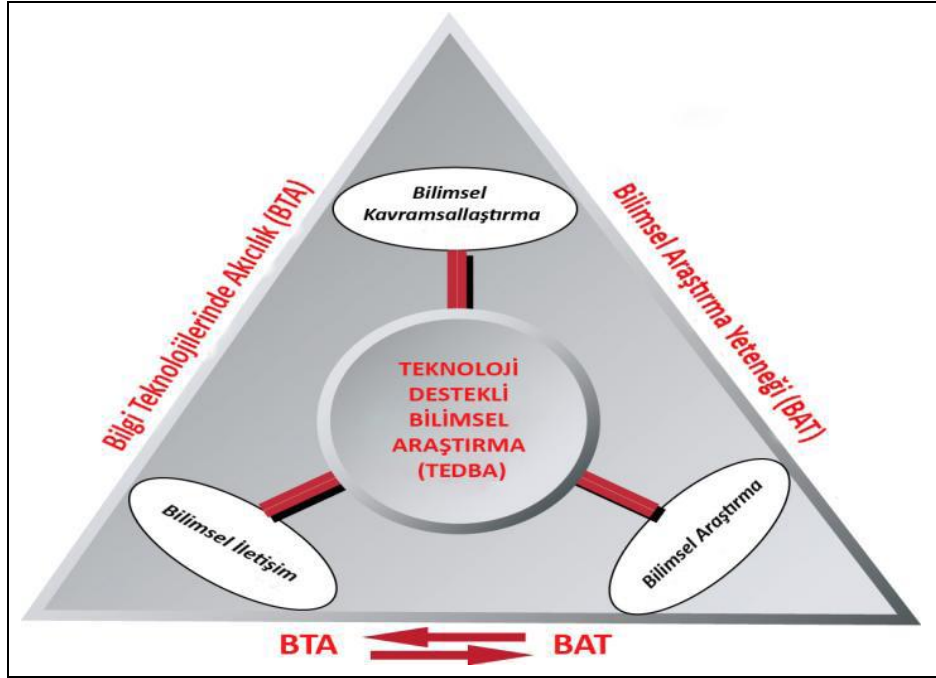 Bilimsel
Kavramsallaştırma
Bilgi Teknolojilerinde Akıcılık (BTA)
Bilimsel Araştırma Yeteneği (BAT)
TEKNOLOJİ
DESTEKLİ
BİLİMSEL
ARAŞTIRMA
(TEDBA)
Bilimsel İletişim
Bilimsel Araştırma
BTA BAT